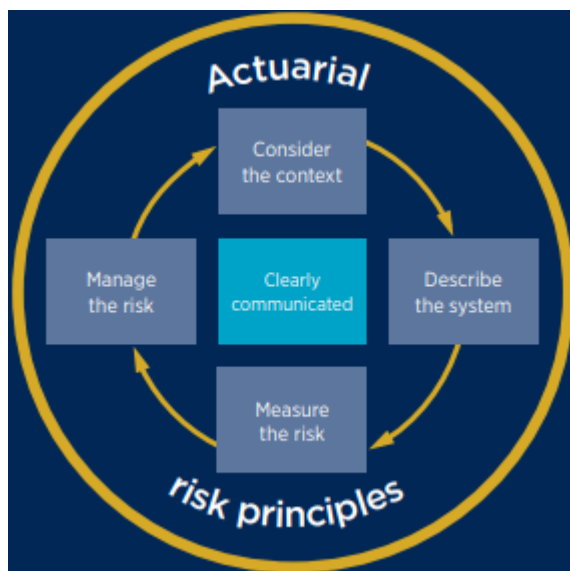 Actuarial
Consider
the context
Manage
the risk
Clearly
communicated
Describe
the system
Measure
the risk
risk principles